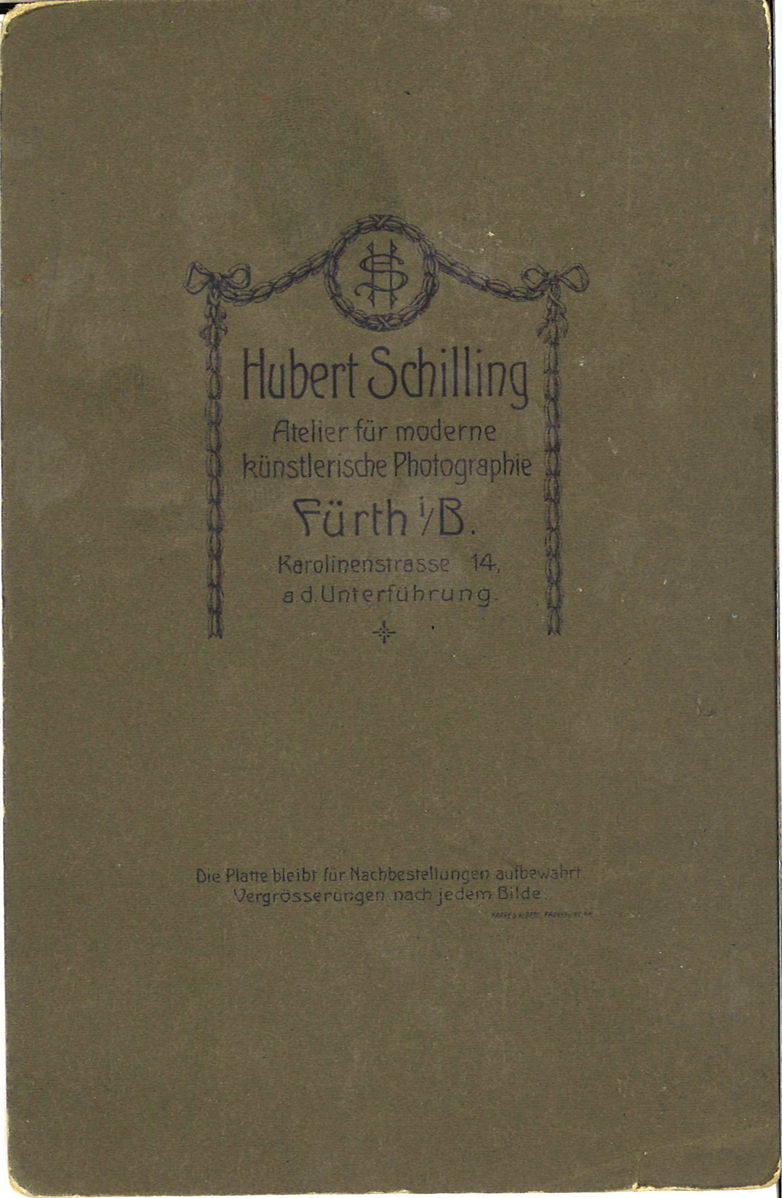 HS
Hubert Schilling
Atelier für moderne
künstlerische Photographie
Fürth i/B.
Karolinenstrasse 14,
a d. Unterführung.
Die Platte bleibt für Nachbestellungen aufbewahrt.
Vergrösserungen nach jedem Bilde.